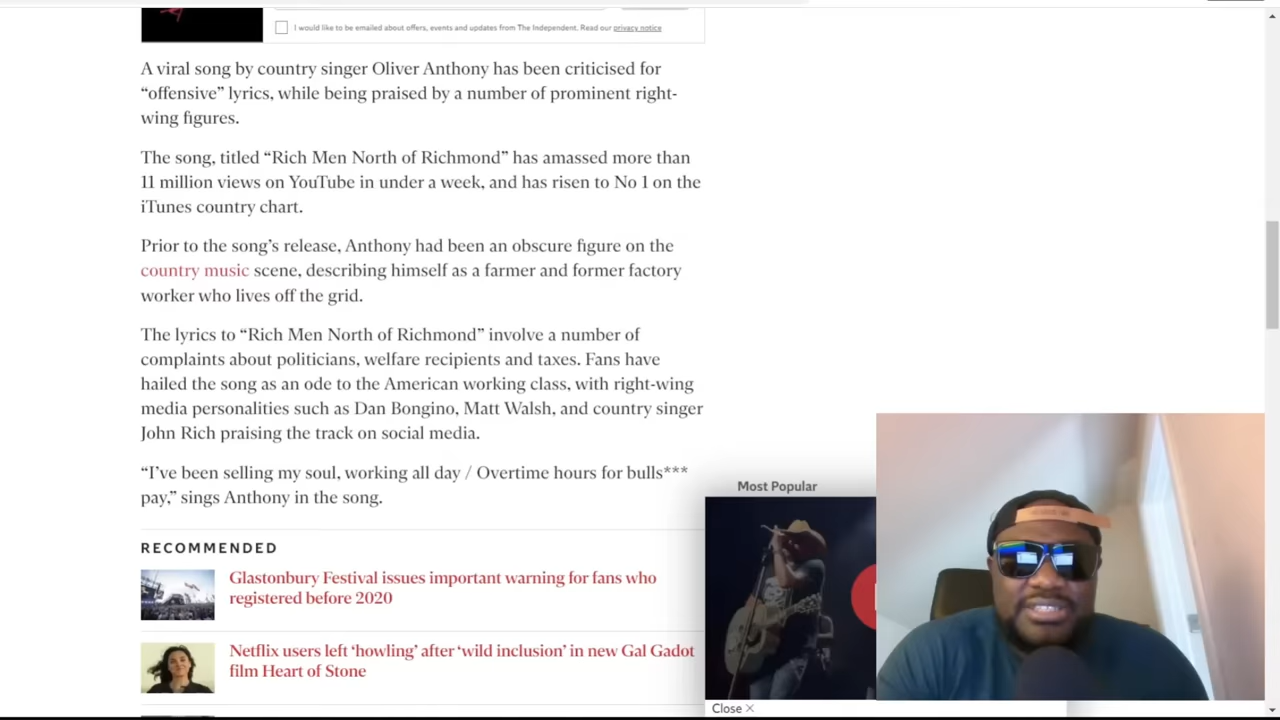 I would like to be emailed about offers, events and updates from The Independent. Read our privacy notice
A viral song by country singer Oliver Anthony has been criticised for
“offensive” lyrics, while being praised by a number of prominent right-
wing figures.
The song, titled “Rich Men North of Richmond” has amassed more than
11 million views on YouTube in under a week, and has risen to No 1 on the
iTunes country chart.
Prior to the song’s release, Anthony had been an obscure figure on the
country music scene, describing himself as a farmer and former factory
worker who lives off the grid.
The lyrics to “Rich Men North of Richmond” involve a number of
complaints about politicians, welfare recipients and taxes. Fans have
hailed the song as an ode to the American working class, with right-wing
media personalities such as Dan Bongino, Matt Walsh, and country singer
John Rich praising the track on social media.
“I’ve been selling my soul, working all day / Overtime hours for bulls***
pay,” sings Anthony in the song.
RECOMMENDED
Glastonbury Festival issues important warning for fans who
registered before 2020
Netflix users left ‘howling’ after ‘wild inclusion’ in new Gal Gadot
film Heart of Stone
Most Popular
Close ×